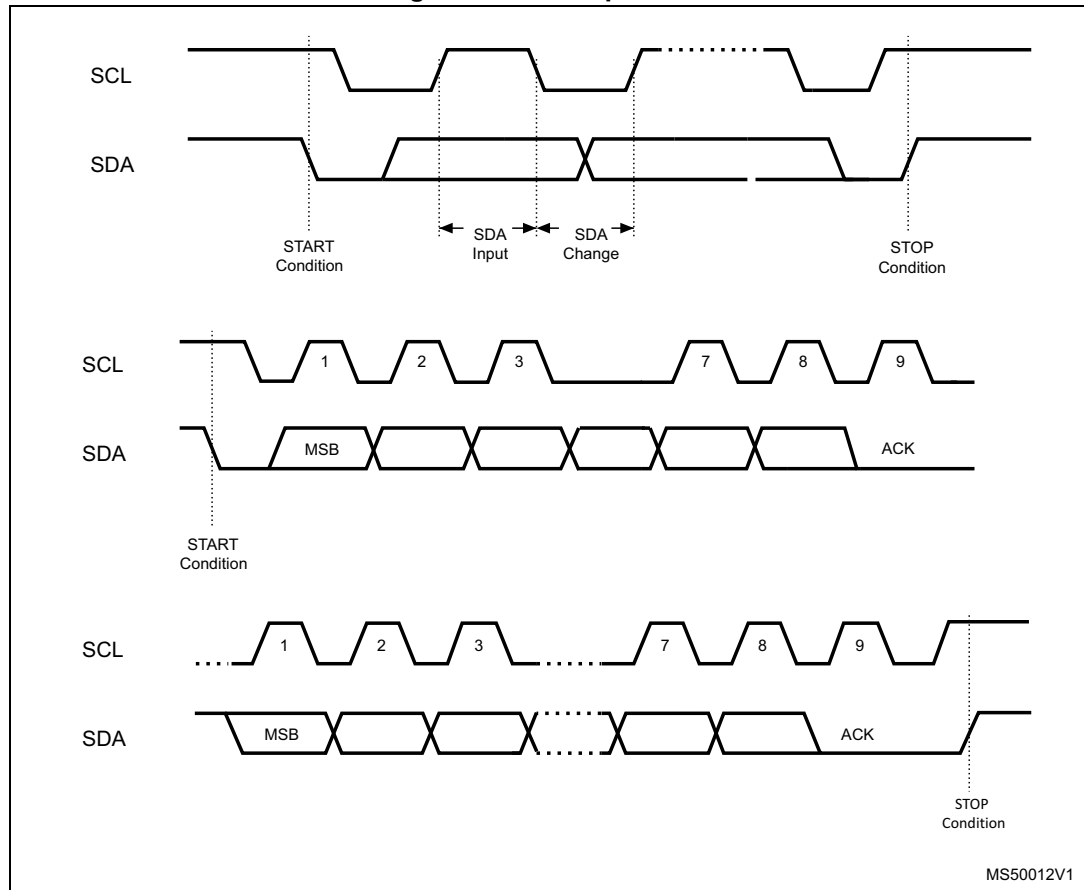 SCL
SDA
SDA
Input
SDA
Change
START
Condition
STOP
Condition
SCL
1 2 3 7 8 9
SDA
MSB ACK
START
Condition
SCL
1 2 3 7 8 9
SDA
MSB ACK
STOP
Condition
MS50012V1